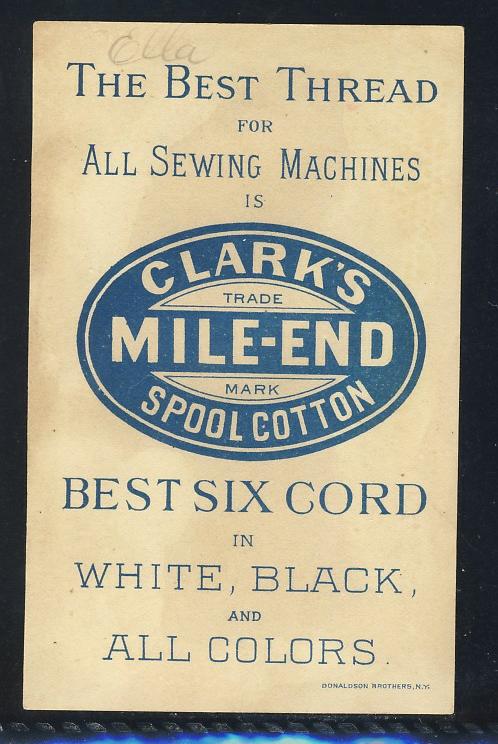 Ella
THE BEST THREAD
FOR
ALL SEWING MACHINES
IS
CLARK'S
TRADE
MILE-END
MARK
SPOOL COTTON
BEST SIX CORD
IN
WHITE, BLACK,
AND
ALL COLORS.
DONALDSON BROTHERS, N.Y.